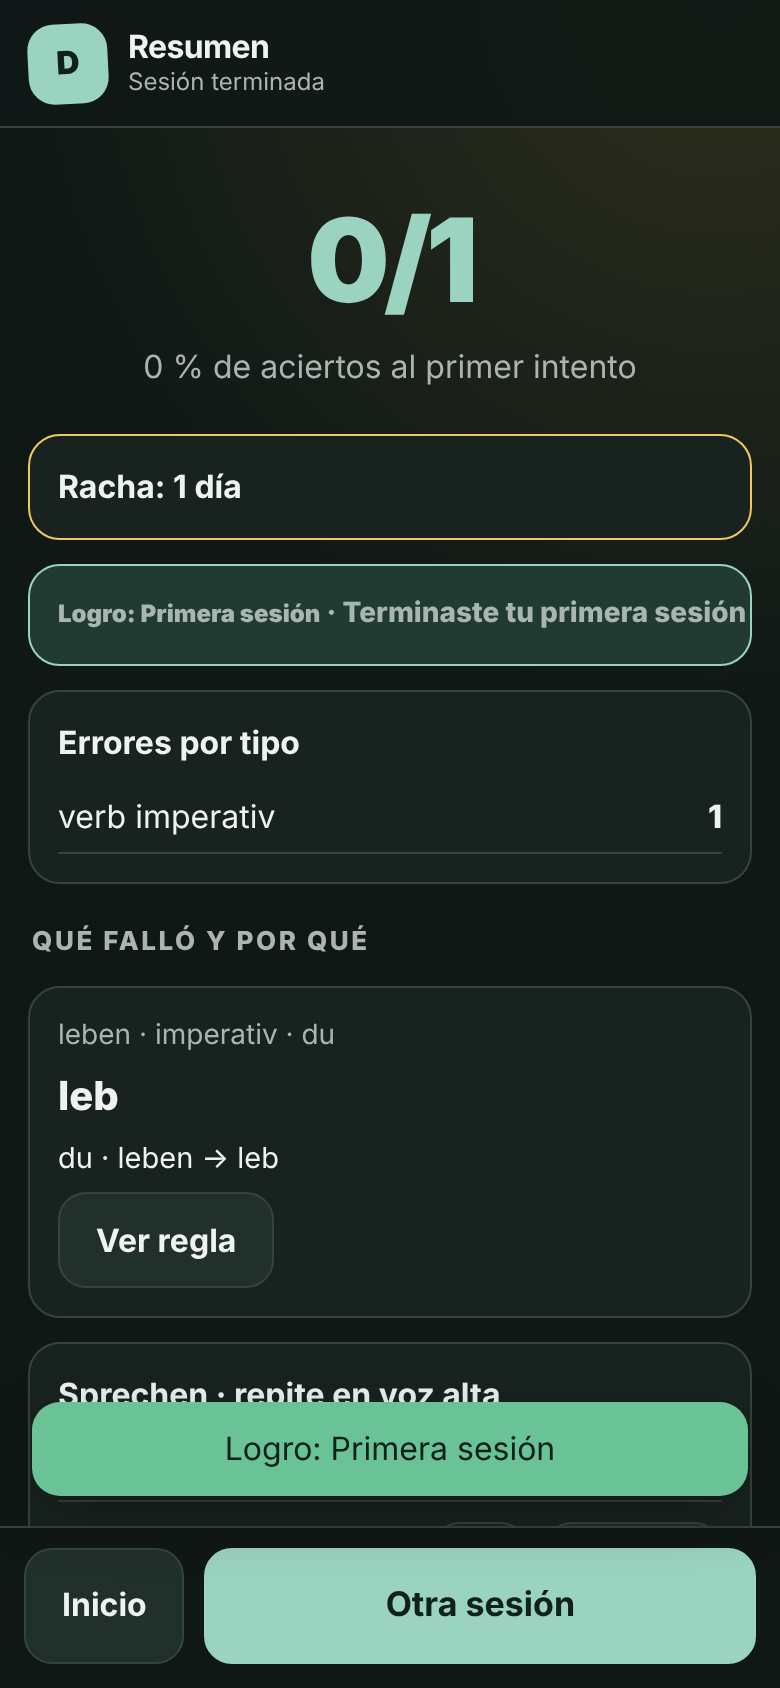 D
Resumen
Sesión terminada
0/1
0 % de aciertos al primer intento
Racha: 1 día
Logro: Primera sesión · Terminaste tu primera sesión
Errores por tipo
verb imperativ 1
QUÉ FALLÓ Y POR QUÉ
leben · imperativ · du
leb
du · leben → leb
Ver regla
Sprechen · repite en voz alta
Logro: Primera sesión
Inicio
Otra sesión